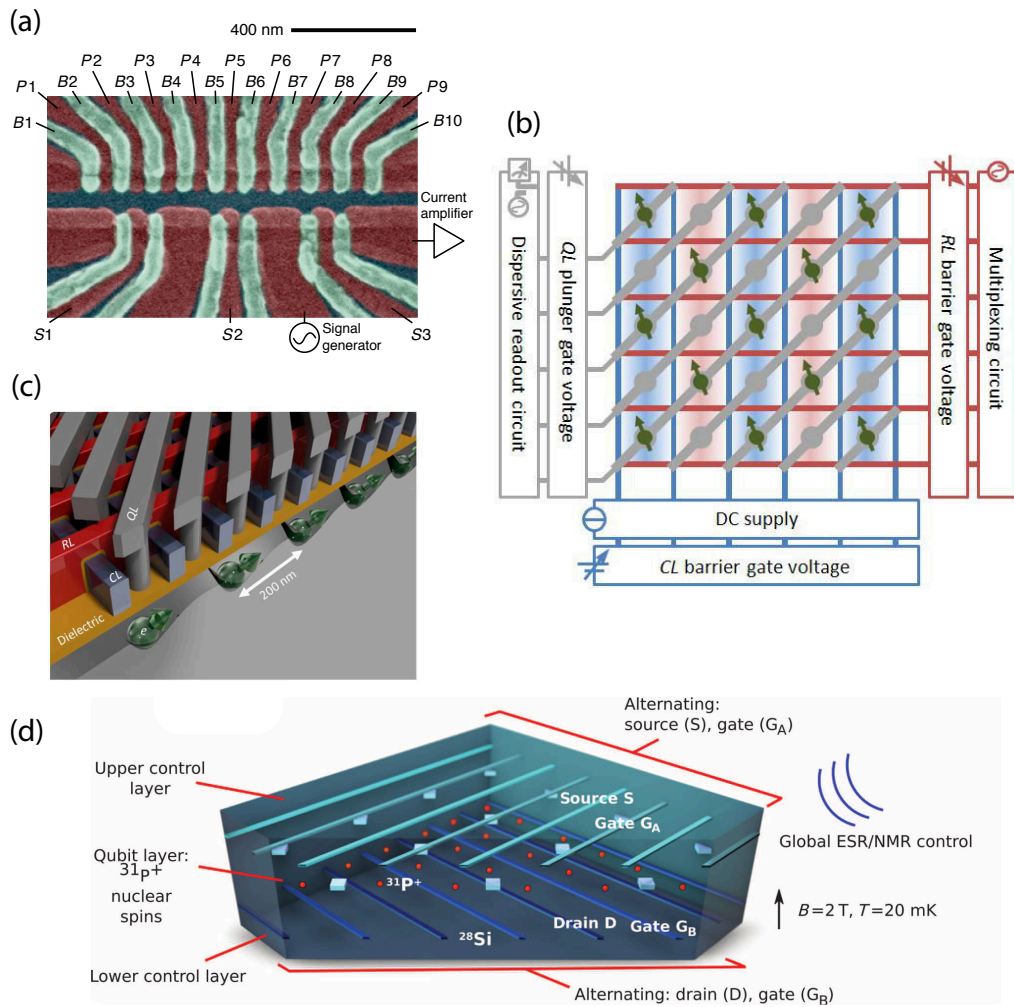 (a)
400 nm
P1
B2
P2
B3
P3
B4
P4
B5
P5
B6
P6
B7
P7
B8
P8
B9
P9
B1
B10
Current
amplifier
S1
S2
Signal
generator
S3
(b)
Dispersive readout circuit
QL plunger gate voltage
RL barrier gate voltage
Multiplexing circuit
DC supply
CL barrier gate voltage
(c)
QL
RL
CL
Dielectric
e
200 nm
(d)
Alternating:
source (S), gate (G_A)
Upper control
layer
Source S
Gate G_A
Global ESR/NMR control
Qubit layer:
³¹P⁺
nuclear
spins
³¹P⁺
B=2 T, T=20 mK
Drain D
Gate G_B
²⁸Si
Lower control layer
Alternating: drain (D), gate (G_B)